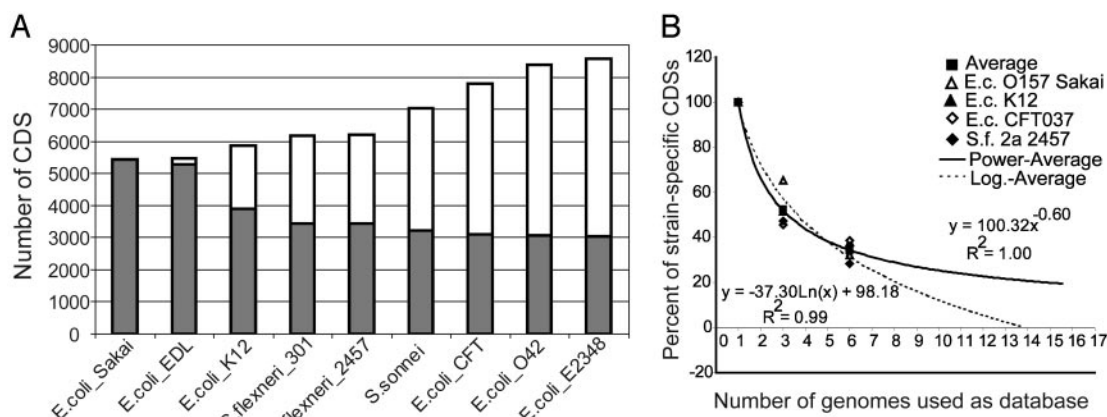 A
Number of CDS
9000
8000
7000
6000
5000
4000
3000
2000
1000
0
E.coli_Sakai
E.coli_EDL
E.coli_K12
S.flexneri_301
flexneri_2457
S.sonnei
E.coli_CFT
E.coli_O42
E.coli_E2348
B
Percent of strain-specific CDSs
120
100
80
60
40
20
0
-20
Average
E.c. O157 Sakai
E.c. K12
E.c. CFT037
S.f. 2a 2457
Power-Average
Log.-Average
y = 100.32x-0.60
R2 = 1.00
y = -37.30Ln(x) + 98.18
R2 = 0.99
0 1 2 3 4 5 6 7 8 9 10 11 12 13 14 15 16 17
Number of genomes used as database